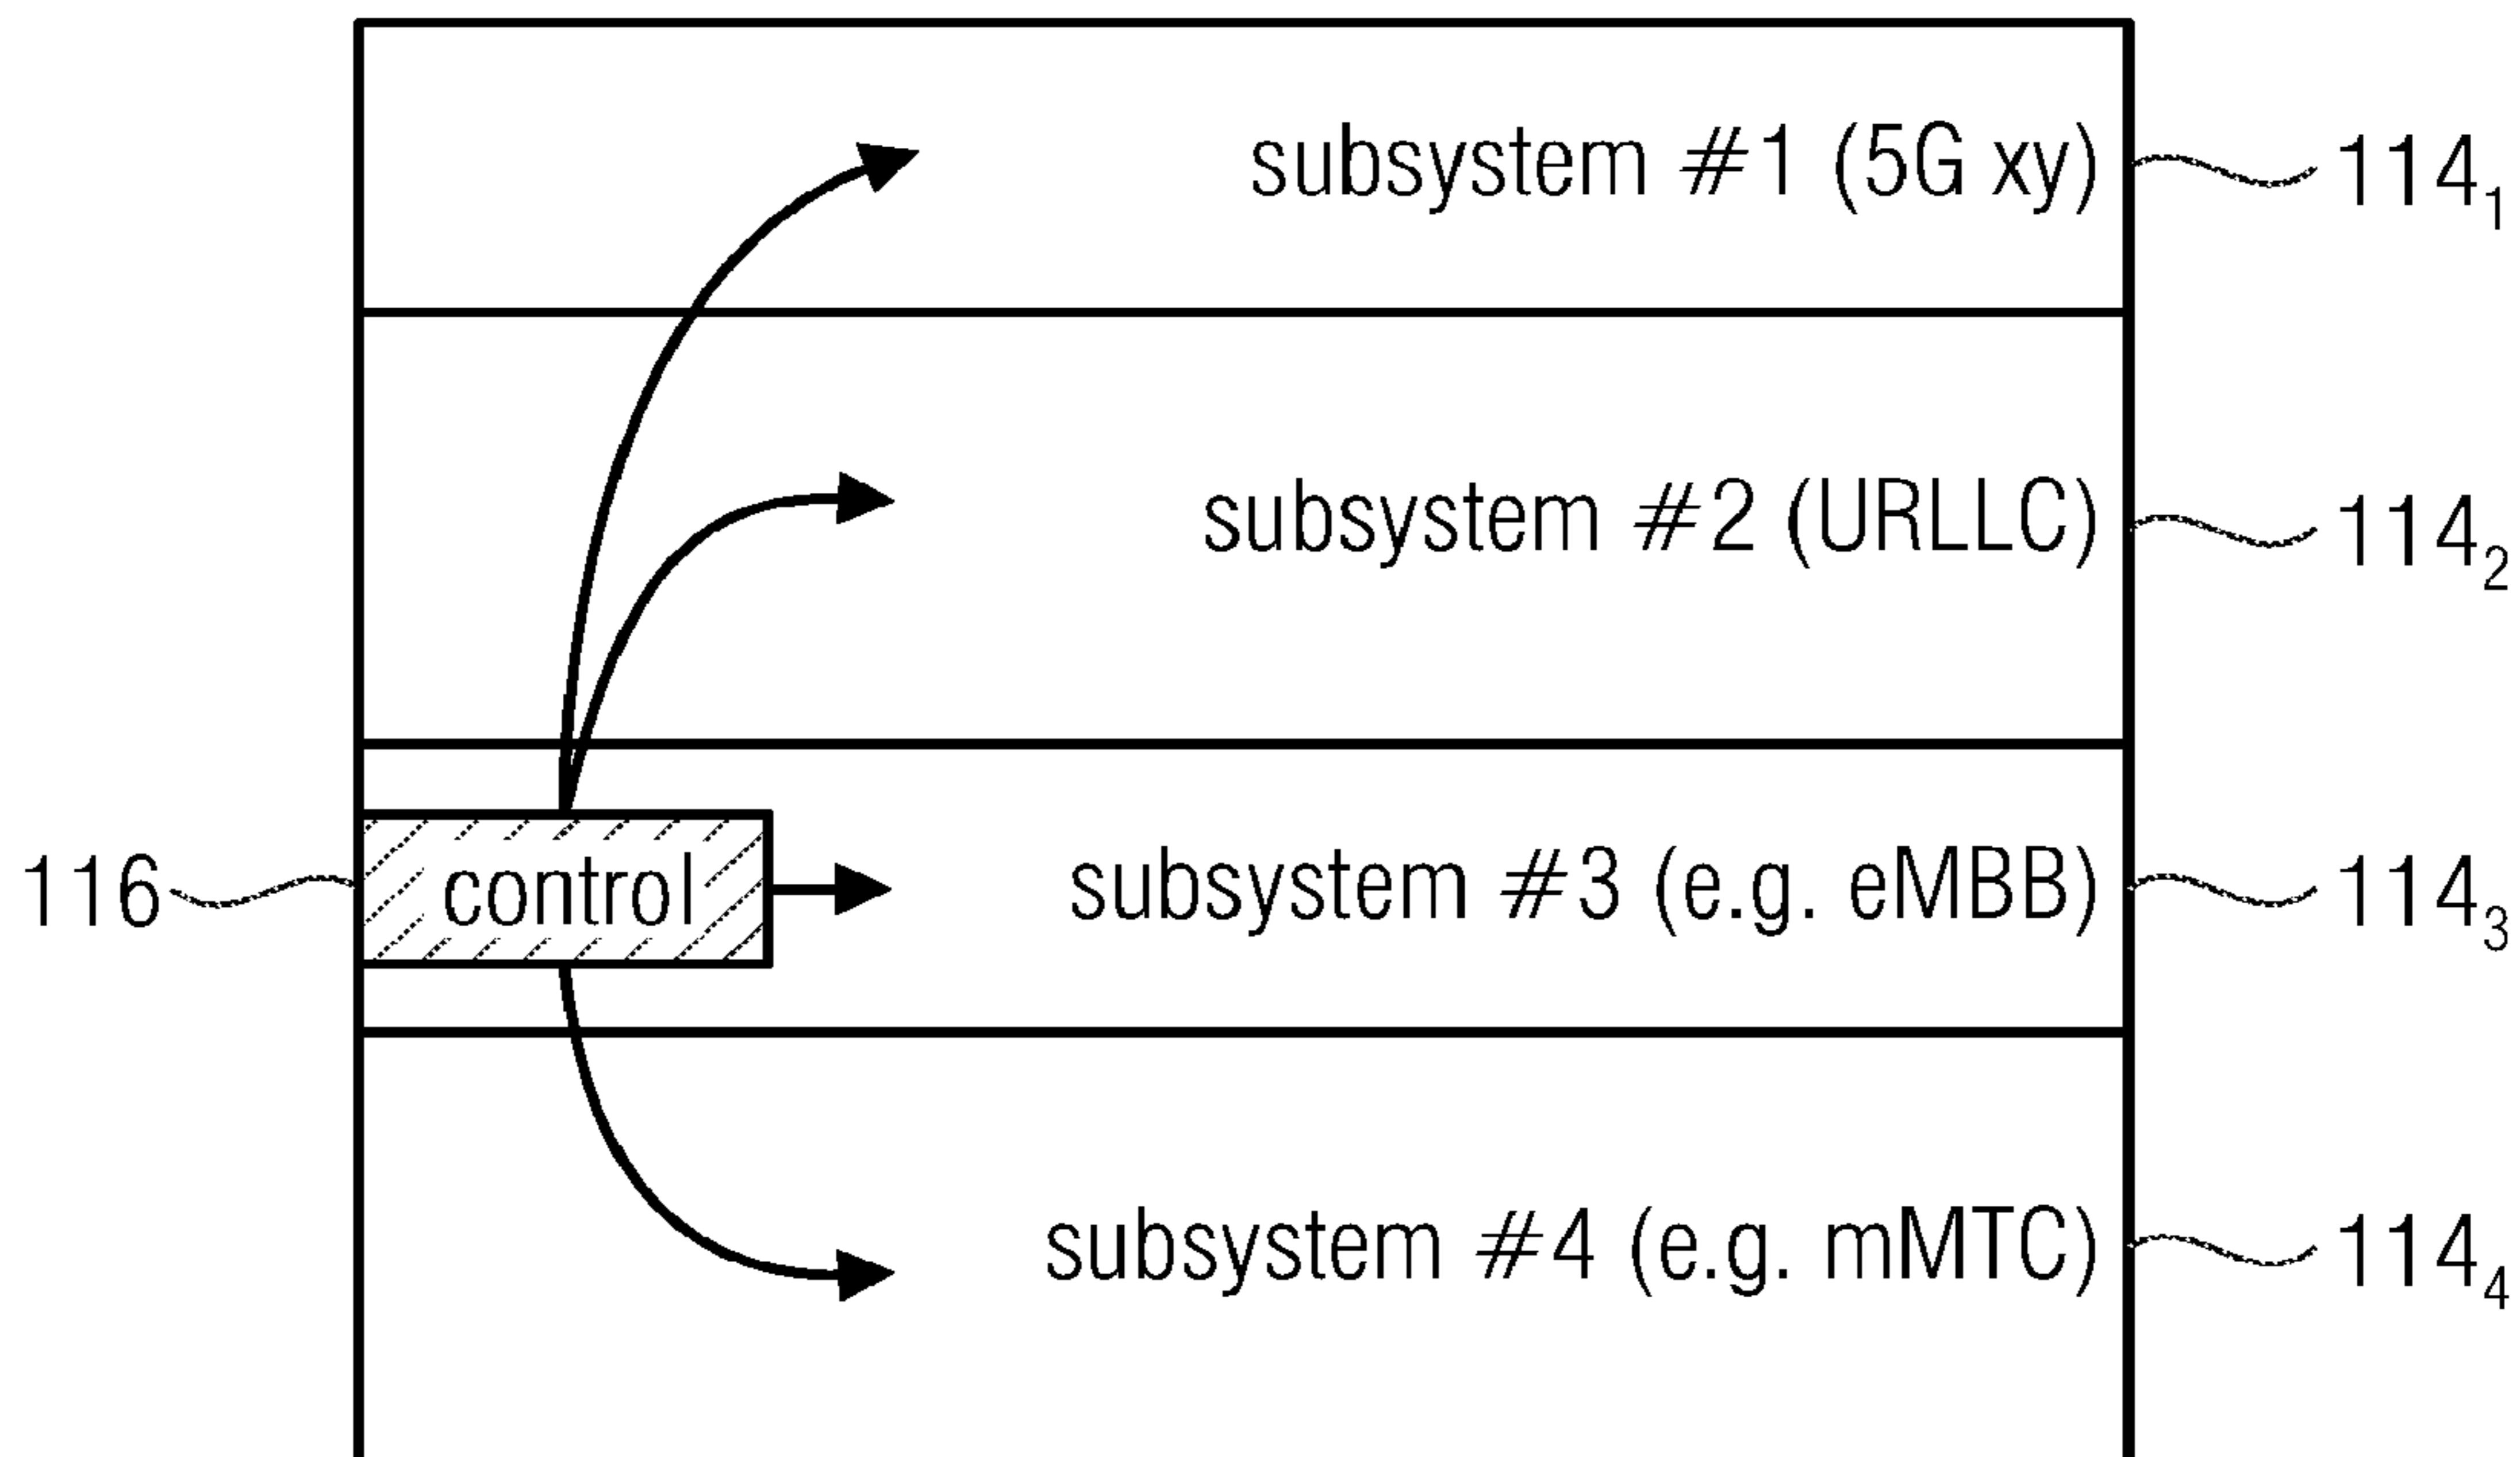 subsystem #1 (5G xy) 114₁
subsystem #2 (URLLC) 114₂
116 control subsystem #3 (e.g. eMBB) 114₃
subsystem #4 (e.g. mMTC) 114₄